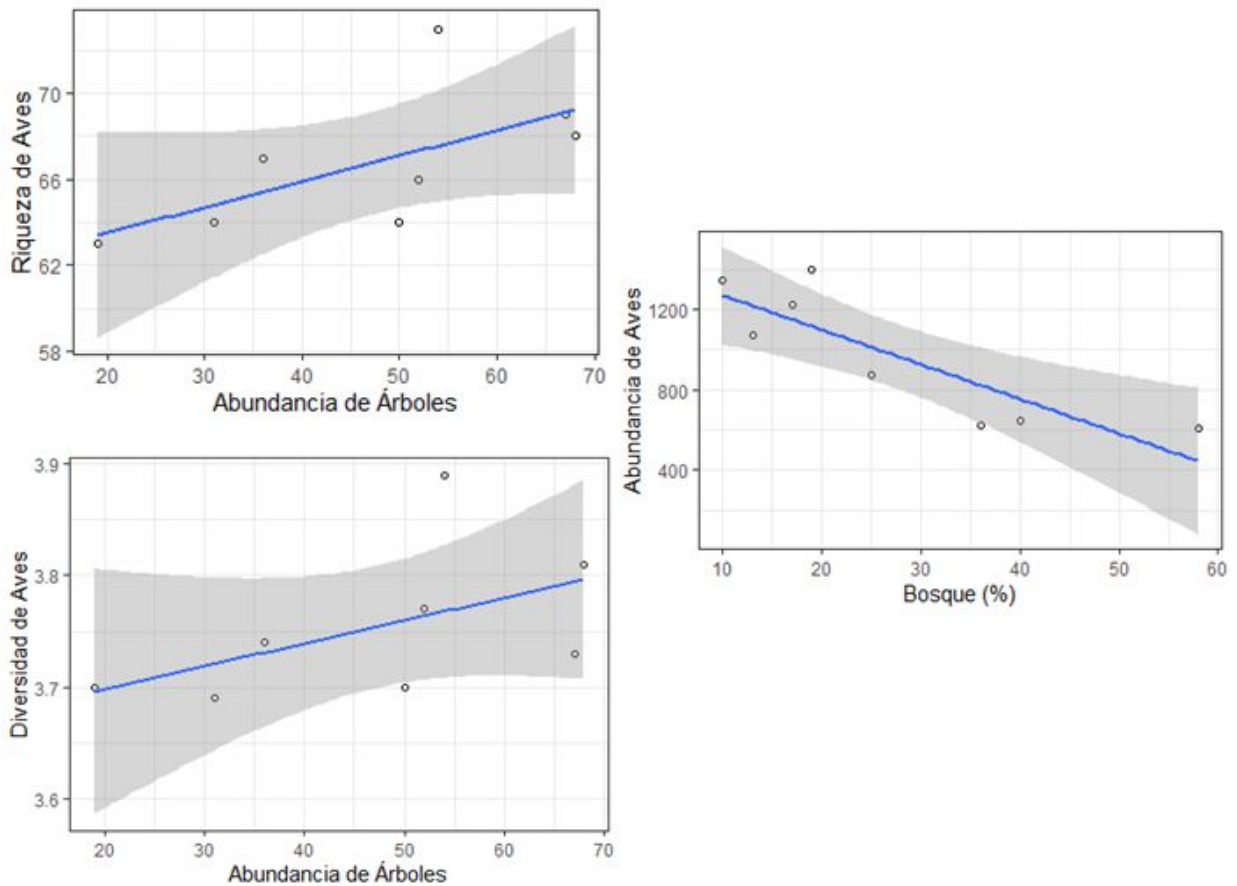 Riqueza de Aves
70
66
62
58
20 30 40 50 60 70
Abundancia de Árboles
Diversidad de Aves
3.9
3.8
3.7
3.6
20 30 40 50 60 70
Abundancia de Árboles
Abundancia de Aves
1200
800
400
10 20 30 40 50 60
Bosque (%)